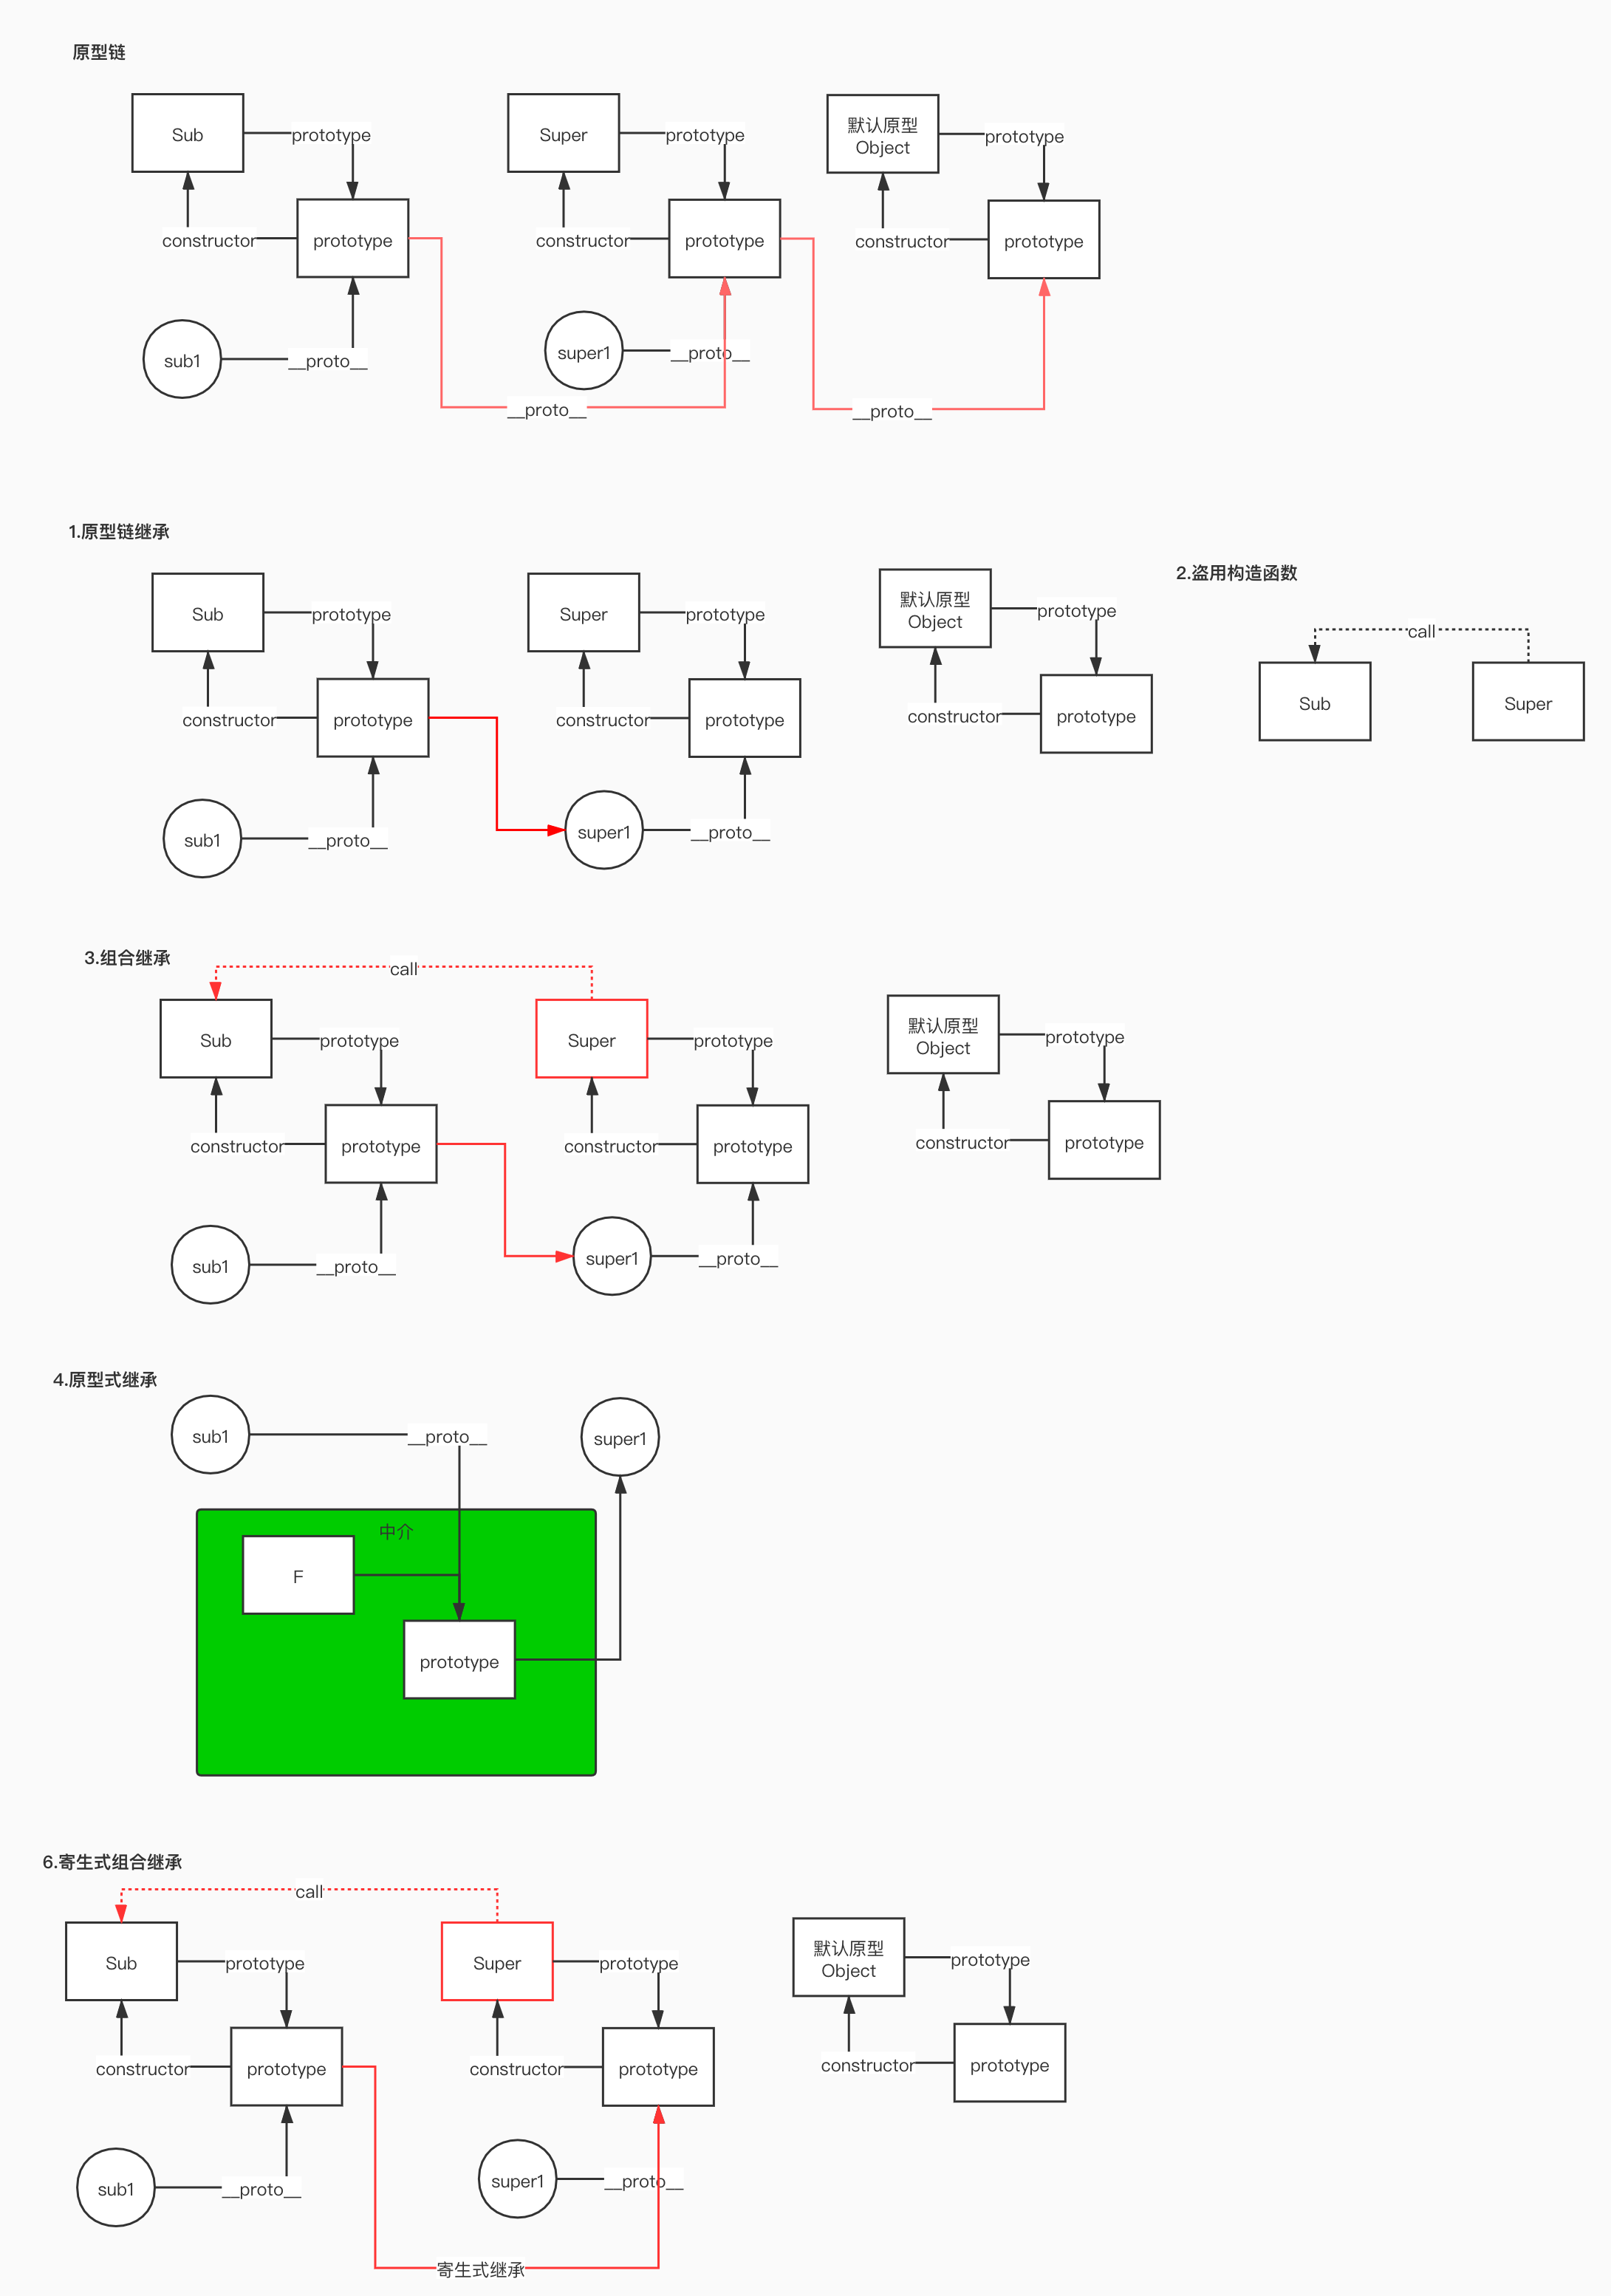 原型链
Sub
prototype
Super
prototype
默认原型
Object
prototype
constructor
prototype
constructor
prototype
constructor
prototype
sub1
__proto__
super1
__proto__
__proto__
__proto__
1.原型链继承
2.盗用构造函数
Sub
prototype
Super
prototype
默认原型
Object
prototype
call
Sub
Super
constructor
prototype
constructor
prototype
constructor
prototype
sub1
__proto__
super1
__proto__
3.组合继承
call
Sub
prototype
Super
prototype
默认原型
Object
prototype
constructor
prototype
constructor
prototype
constructor
prototype
sub1
__proto__
super1
__proto__
4.原型式继承
sub1
__proto__
super1
中介
F
prototype
6.寄生式组合继承
call
Sub
prototype
Super
prototype
默认原型
Object
prototype
constructor
prototype
constructor
prototype
constructor
prototype
sub1
__proto__
super1
__proto__
寄生式继承